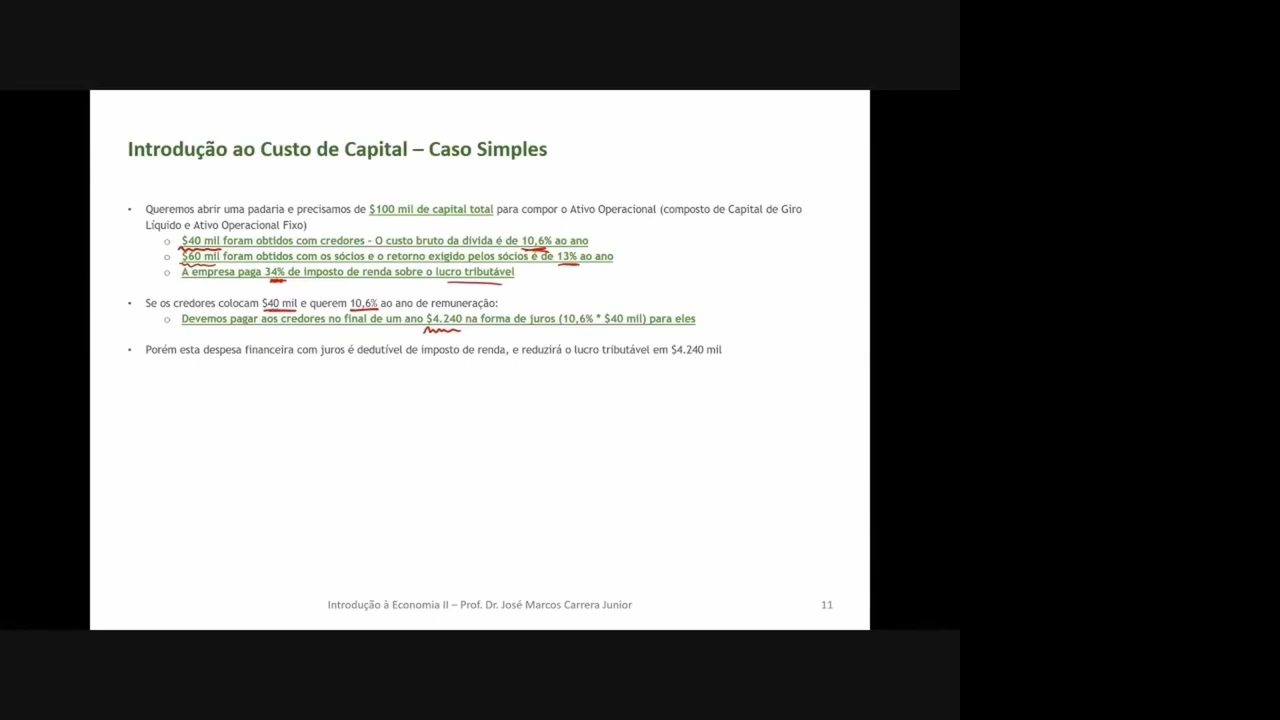 Introdução ao Custo de Capital – Caso Simples
• Queremos abrir uma padaria e precisamos de $100 mil de capital total para compor o Ativo Operacional (composto de Capital de Giro
Líquido e Ativo Operacional Fixo)
○ $40 mil foram obtidos com credores - O custo bruto da dívida é de 10,6% ao ano
○ $60 mil foram obtidos com os sócios e o retorno exigido pelos sócios é de 13% ao ano
○ A empresa paga 34% de imposto de renda sobre o lucro tributável
• Se os credores colocam $40 mil e querem 10,6% ao ano de remuneração:
○ Devemos pagar aos credores no final de um ano $4.240 na forma de juros (10,6% * $40 mil) para eles
• Porém esta despesa financeira com juros é dedutível de imposto de renda, e reduzirá o lucro tributável em $4.240 mil
Introdução à Economia II – Prof. Dr. José Marcos Carrera Junior
11